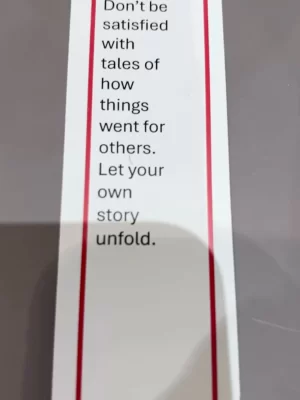 Don't be
satisfied
with
tales of
how
things
went for
others.
Let your
own
story
unfold.